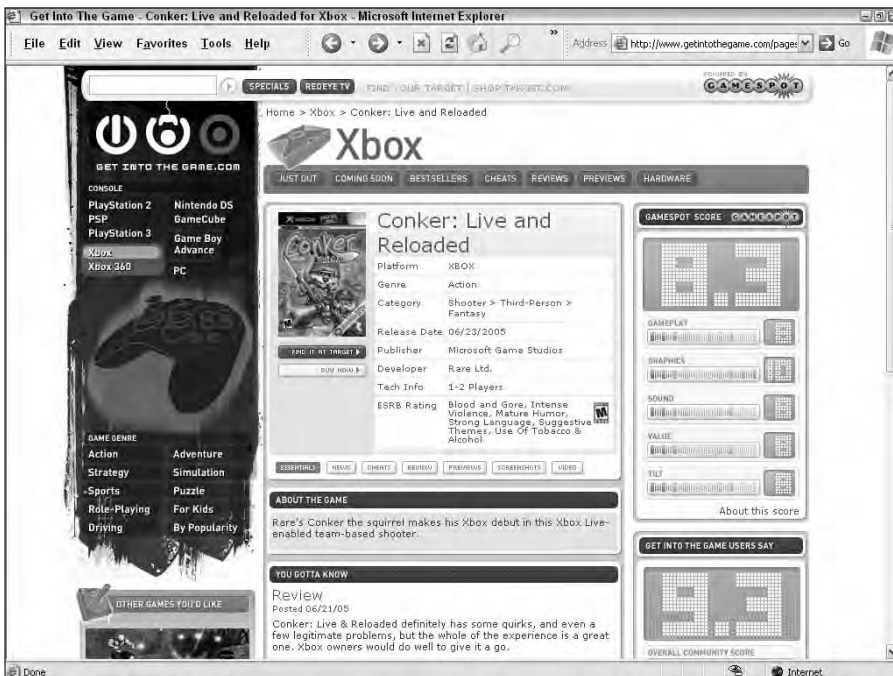 Get Into The Game - Conker: Live and Reloaded for Xbox - Microsoft Internet Explorer
File Edit View Favorites Tools Help
Address http://www.getintothegame.com/pages Go
SPECIALS REDEYE TV FIND YOUR TARGET | SHOP TARGET.COM
POWERED BY
GAMESPOT
GET INTO THE GAME.COM
CONSOLE
PlayStation 2
PSP
PlayStation 3
Xbox
Xbox 360
Nintendo DS
GameCube
Game Boy
Advance
PC
GAME GENRE
Action
Strategy
Sports
Role-Playing
Driving
Adventure
Simulation
Puzzle
For Kids
By Popularity
OTHER GAMES YOU'D LIKE
Home > Xbox > Conker: Live and Reloaded
Xbox
JUST OUT COMING SOON BESTSELLERS CHEATS REVIEWS PREVIEWS HARDWARE
Conker
FIND IT AT TARGET
BUY NOW
Conker: Live and
Reloaded
Platform XBOX
Genre Action
Category Shooter > Third-Person >
Fantasy
Release Date 06/23/2005
Publisher Microsoft Game Studios
Developer Rare Ltd.
Tech Info 1-2 Players
ESRB Rating Blood and Gore, Intense
Violence, Mature Humor,
Strong Language, Suggestive
Themes, Use Of Tobacco &
Alcohol
M
ESSENTIALS NEWS CHEATS REVIEW PREVIEWS SCREENSHOTS VIDEO
ABOUT THE GAME
Rare's Conker the squirrel makes his Xbox debut in this Xbox Live-
enabled team-based shooter.
YOU GOTTA KNOW
Review
Posted 06/21/05
Conker: Live & Reloaded definitely has some quirks, and even a
few legitimate problems, but the whole of the experience is a great
one. Xbox owners would do well to give it a go.
GAMESPOT SCORE GAMESPOT
8.3
GAMEPLAY
GRAPHICS
SOUND
VALUE
TILT
About this score
GET INTO THE GAME USERS SAY
9.3
OVERALL COMMUNITY SCORE
Done
Internet